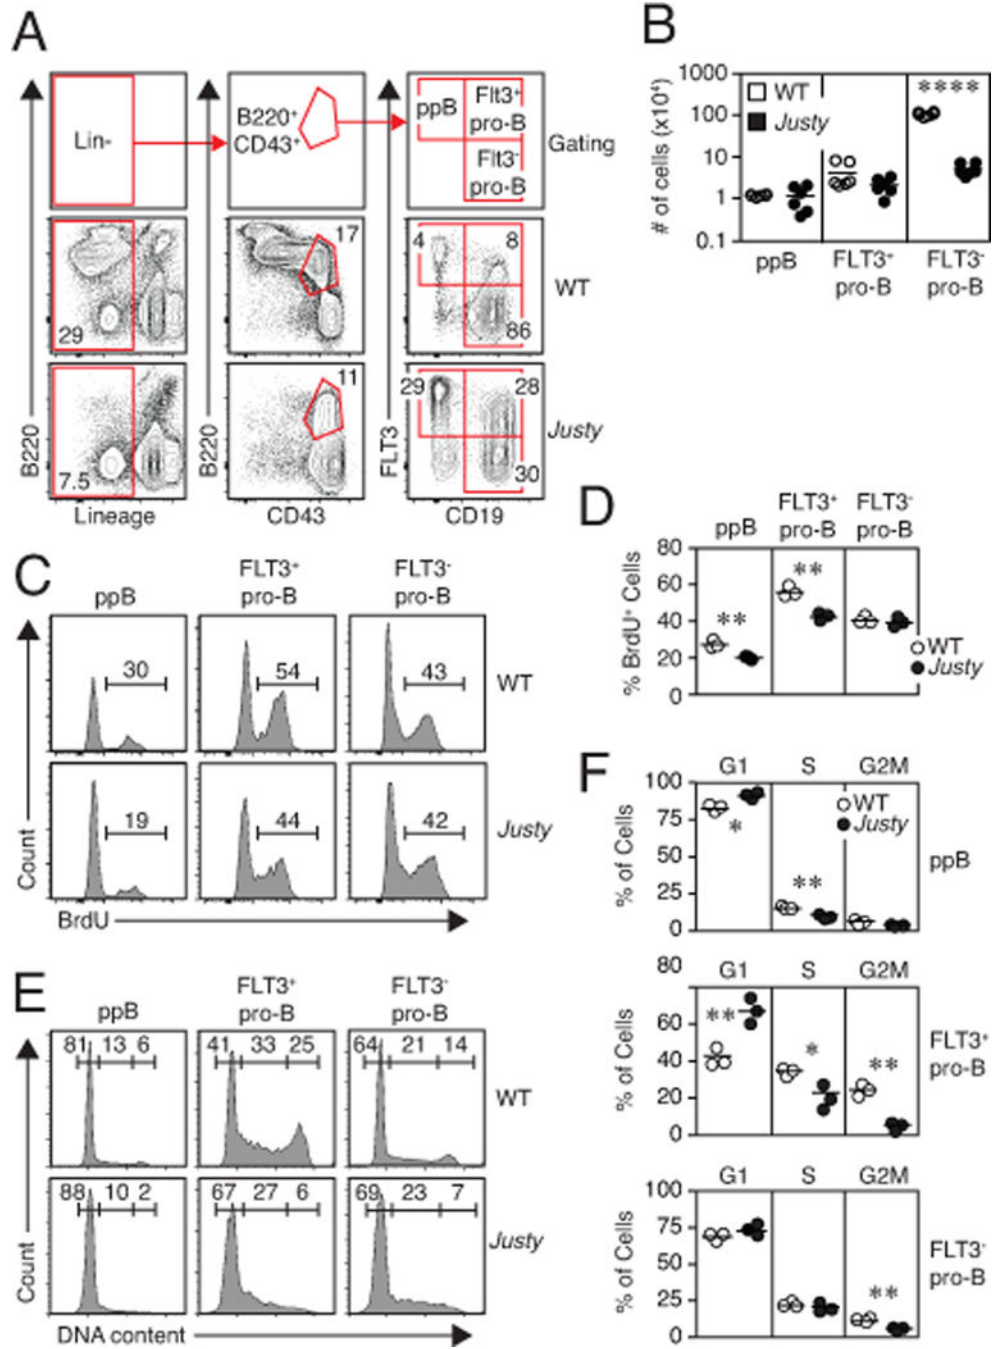 A
Lin-
B220⁺
CD43⁺
ppB
Flt3⁺
pro-B
Flt3⁻
pro-B
Gating
29
17
4
8
86
WT
7.5
11
29
28
30
Justy
B220
B220
FLT3
Lineage
CD43
CD19
B
# of cells (x10⁴)
1000
100
10
1
0.1
WT
Justy
****
ppB
FLT3⁺
pro-B
FLT3⁻
pro-B
C
ppB
FLT3⁺
pro-B
FLT3⁻
pro-B
30
54
43
WT
19
44
42
Justy
Count
BrdU
D
ppB
FLT3⁺
pro-B
FLT3⁻
pro-B
% BrdU⁺ Cells
80
60
40
20
0
**
**
WT
Justy
E
ppB
FLT3⁺
pro-B
FLT3⁻
pro-B
81 13 6
41 33 25
64 21 14
WT
88 10 2
67 27 6
69 23 7
Justy
Count
DNA content
F
G1 S G2M
% of Cells
100
75
50
25
0
*
**
WT
Justy
ppB
G1 S G2M
% of Cells
80
60
40
20
0
**
*
**
FLT3⁺
pro-B
G1 S G2M
% of Cells
100
75
50
25
0
**
FLT3⁻
pro-B